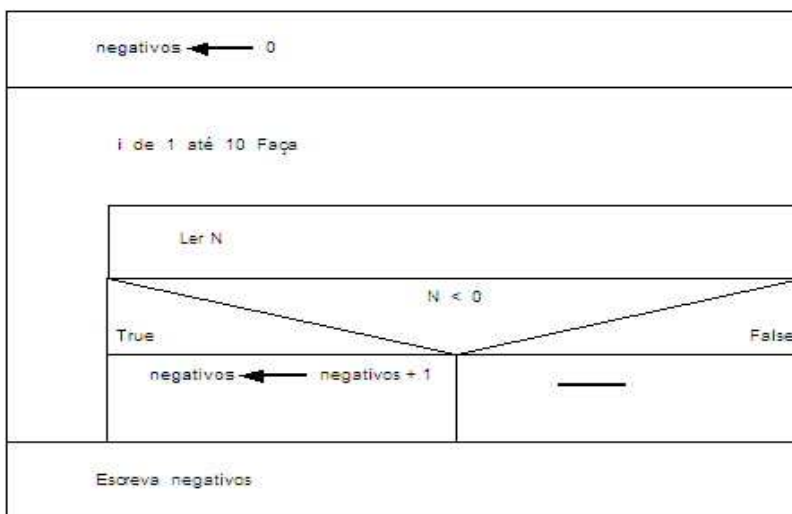 negativos 0
i de 1 até 10 Faça
Ler N
N < 0
True False
negativos negativos + 1
Escreva negativos